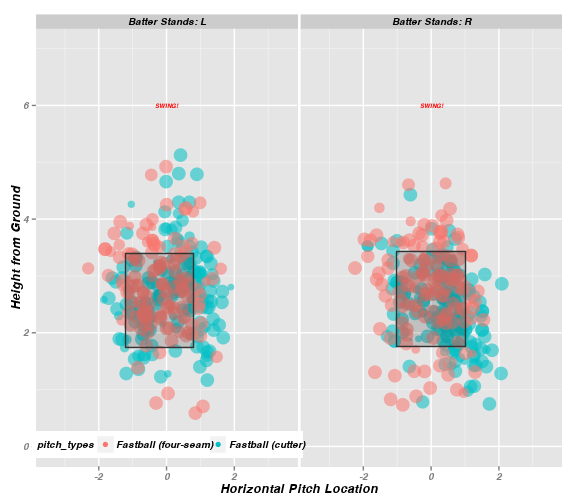 Batter Stands: L Batter Stands: R
SWING! SWING!
6
4
2
0
Height from Ground
pitch_types Fastball (four-seam) Fastball (cutter)
-2 0 2 -2 0 2
Horizontal Pitch Location